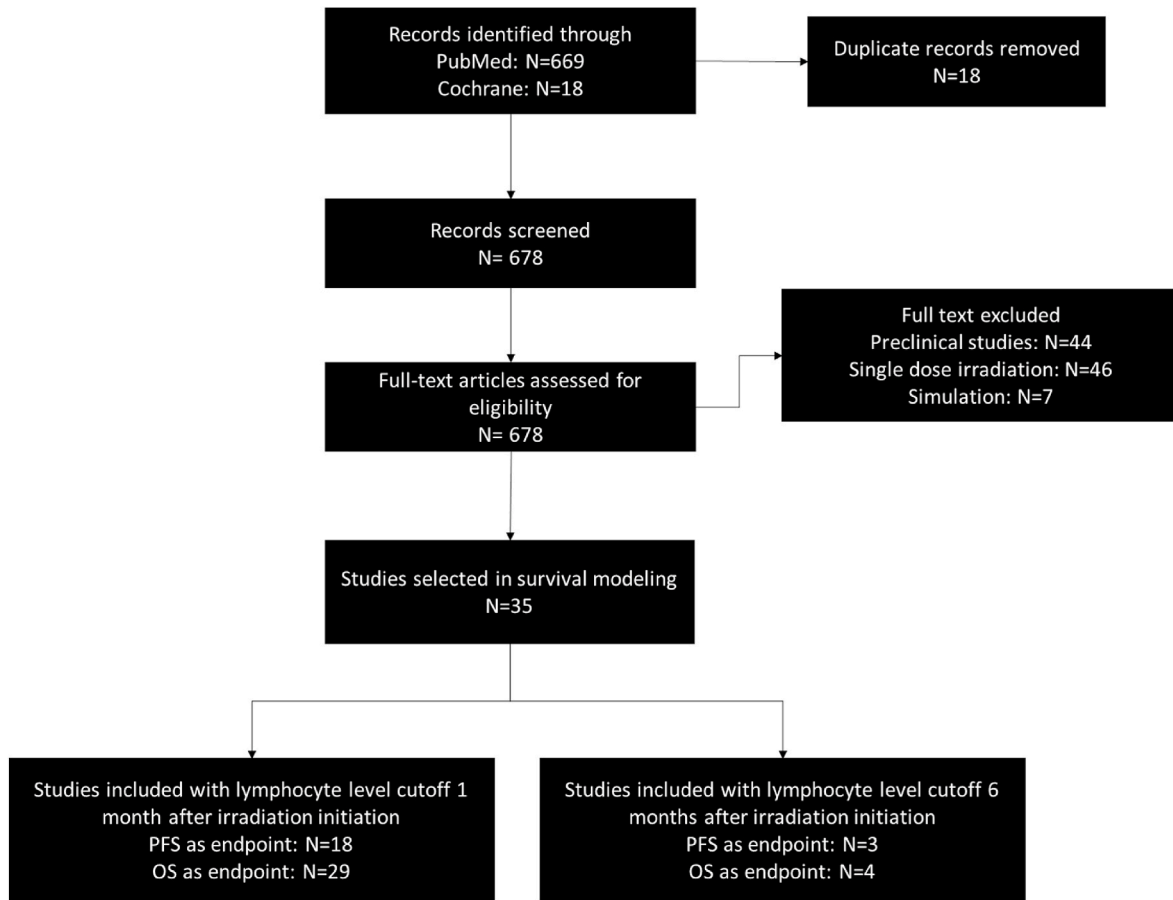 Records identified through
PubMed: N=669
Cochrane: N=18
Duplicate records removed
N=18
Records screened
N= 678
Full text excluded
Preclinical studies: N=44
Single dose irradiation: N=46
Simulation: N=7
Full-text articles assessed for
eligibility
N= 678
Studies selected in survival modeling
N=35
Studies included with lymphocyte level cutoff 1
month after irradiation initiation
PFS as endpoint: N=18
OS as endpoint: N=29
Studies included with lymphocyte level cutoff 6
months after irradiation initiation
PFS as endpoint: N=3
OS as endpoint: N=4